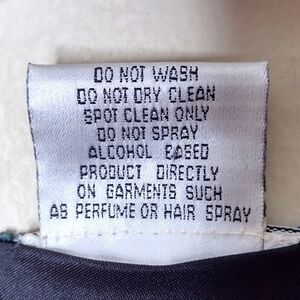 DO NOT WASH
DO NOT DRY CLEAN
SPOT CLEAN ONLY
DO NOT SPRAY
ALCOHOL BASED
PRODUCT DIRECTLY
ON GARMENTS SUCH
AS PERFUME OR HAIR SPRAY